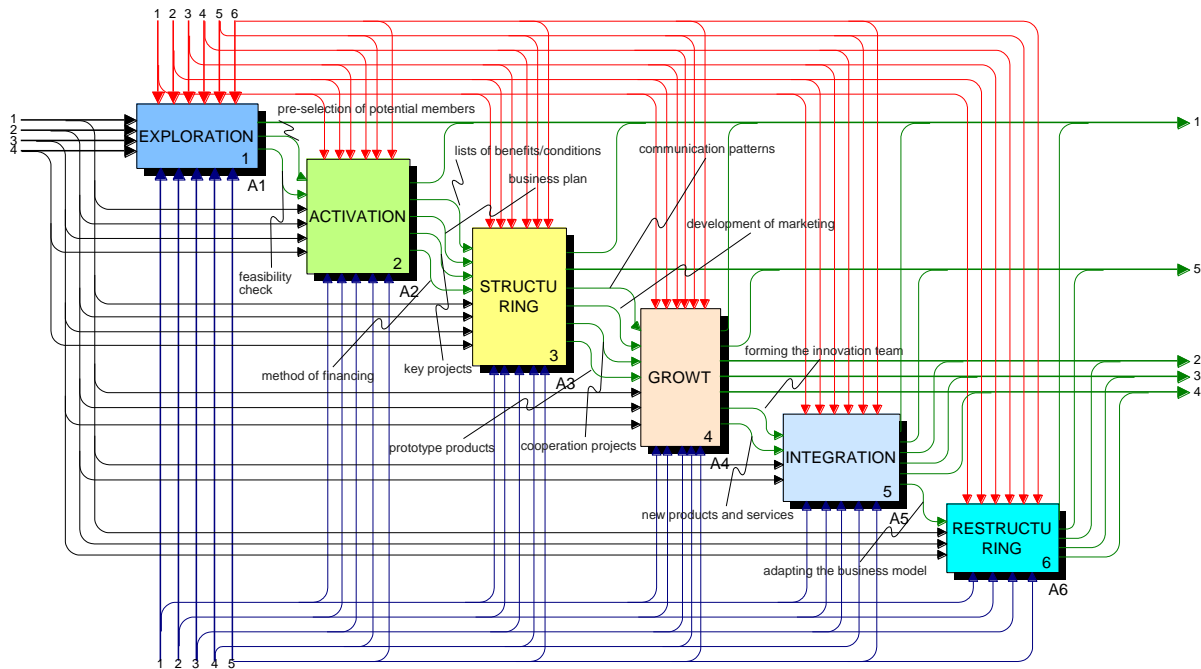 1 2 3 4 5 6
pre-selection of potential members
1
2
3
4
EXPLORATION
1
A1
1
lists of benefits/conditions
communication patterns
business plan
ACTIVATION
2
A2
development of marketing
feasibility
check
STRUCTU
RING
3
A3
5
key projects
method of financing
GROWT
4
A4
forming the innovation team
2
3
4
prototype products
cooperation projects
INTEGRATION
5
A5
new products and services
RESTRUCTU
RING
6
A6
adapting the business model
1 2 3 4 5